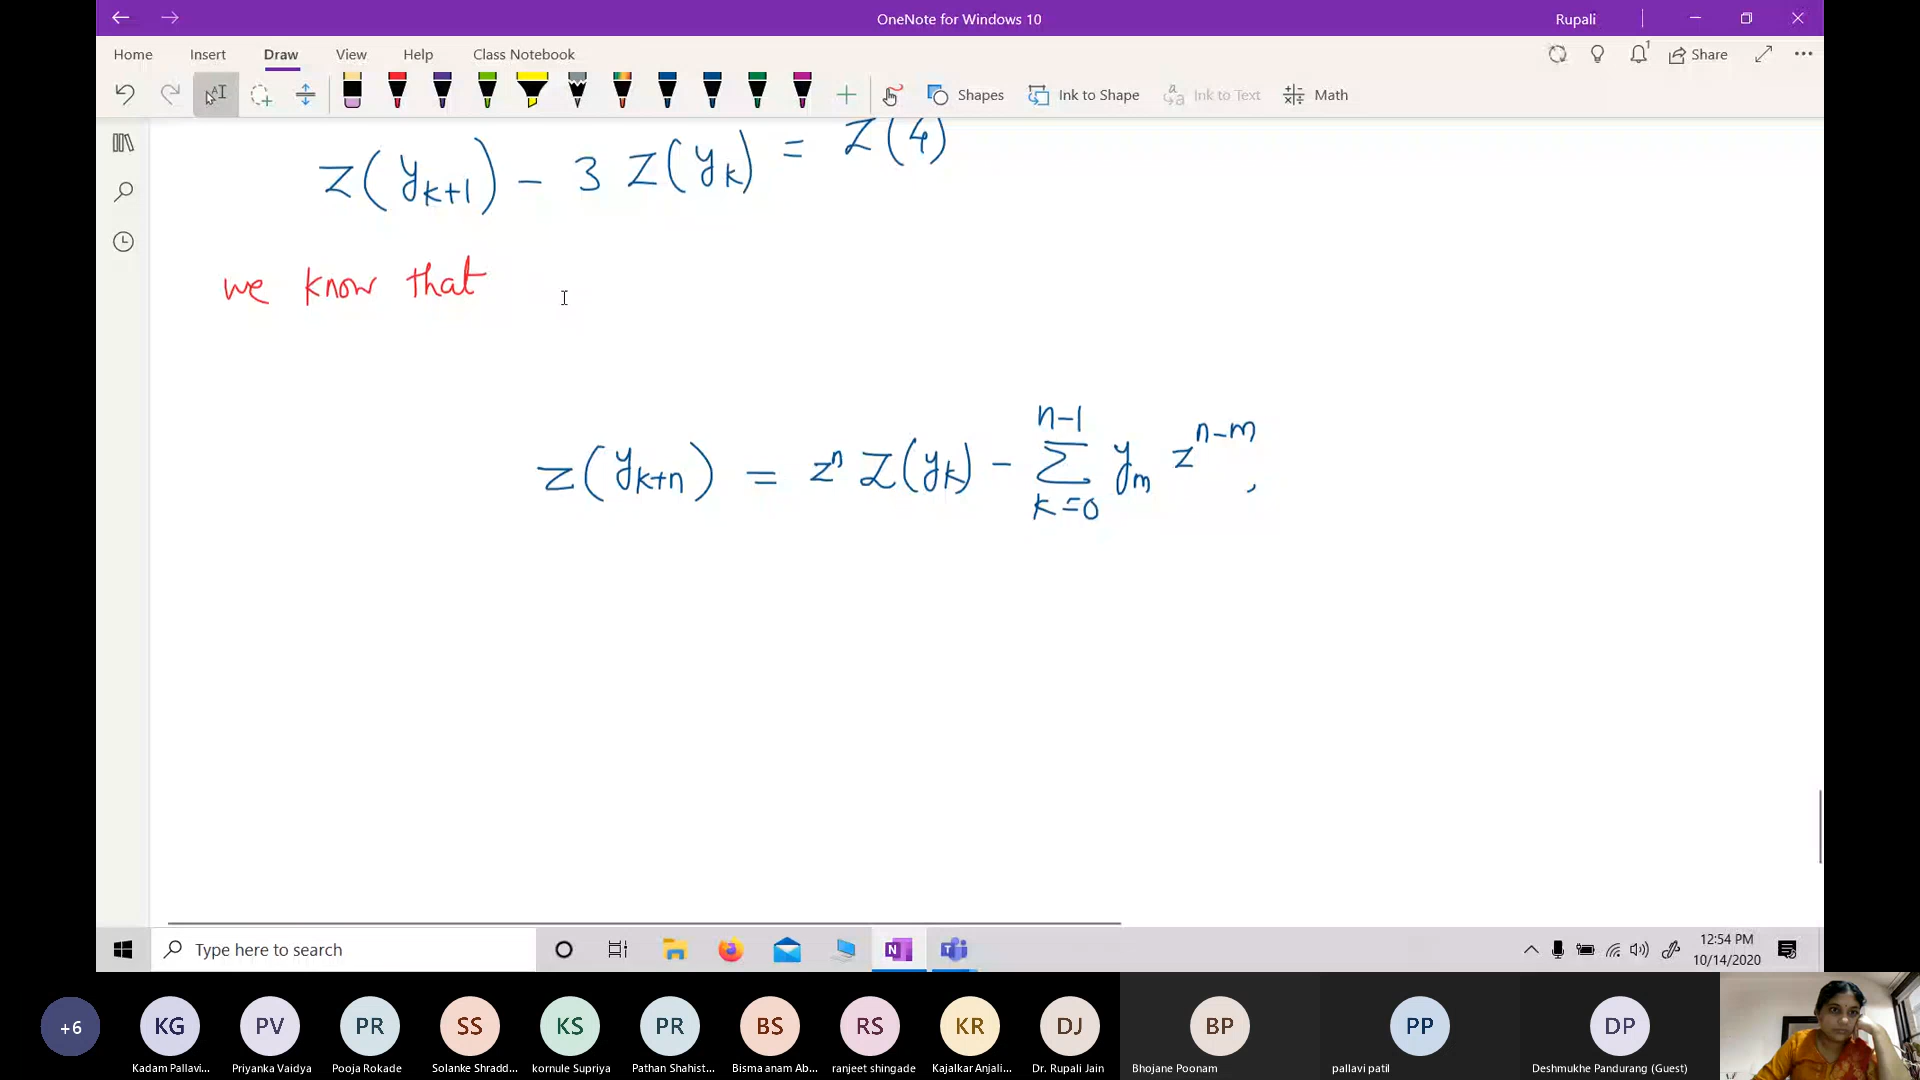 OneNote for Windows 10
Rupali
Home Insert Draw View Help Class Notebook
1
Share
Shapes Ink to Shape Ink to Text Math
z(y_{k+1}) - 3 Z(y_k) = Z(4)
we know that
z(y_{k+n}) = z^n Z(y_k) - \sum_{k=0}^{n-1} y_m z^{n-m},
Type here to search
12:54 PM
10/14/2020
+6 KG PV PR SS KS PR BS RS KR DJ BP PP DP
Kadam Pallavi... Priyanka Vaidya Pooja Rokade Solanke Shradd... kornule Supriya Pathan Shahist... Bisma anam Ab... ranjeet shingade Kajalkar Anjali... Dr. Rupali Jain Bhojane Poonam pallavi patil Deshmukhe Pandurang (Guest)